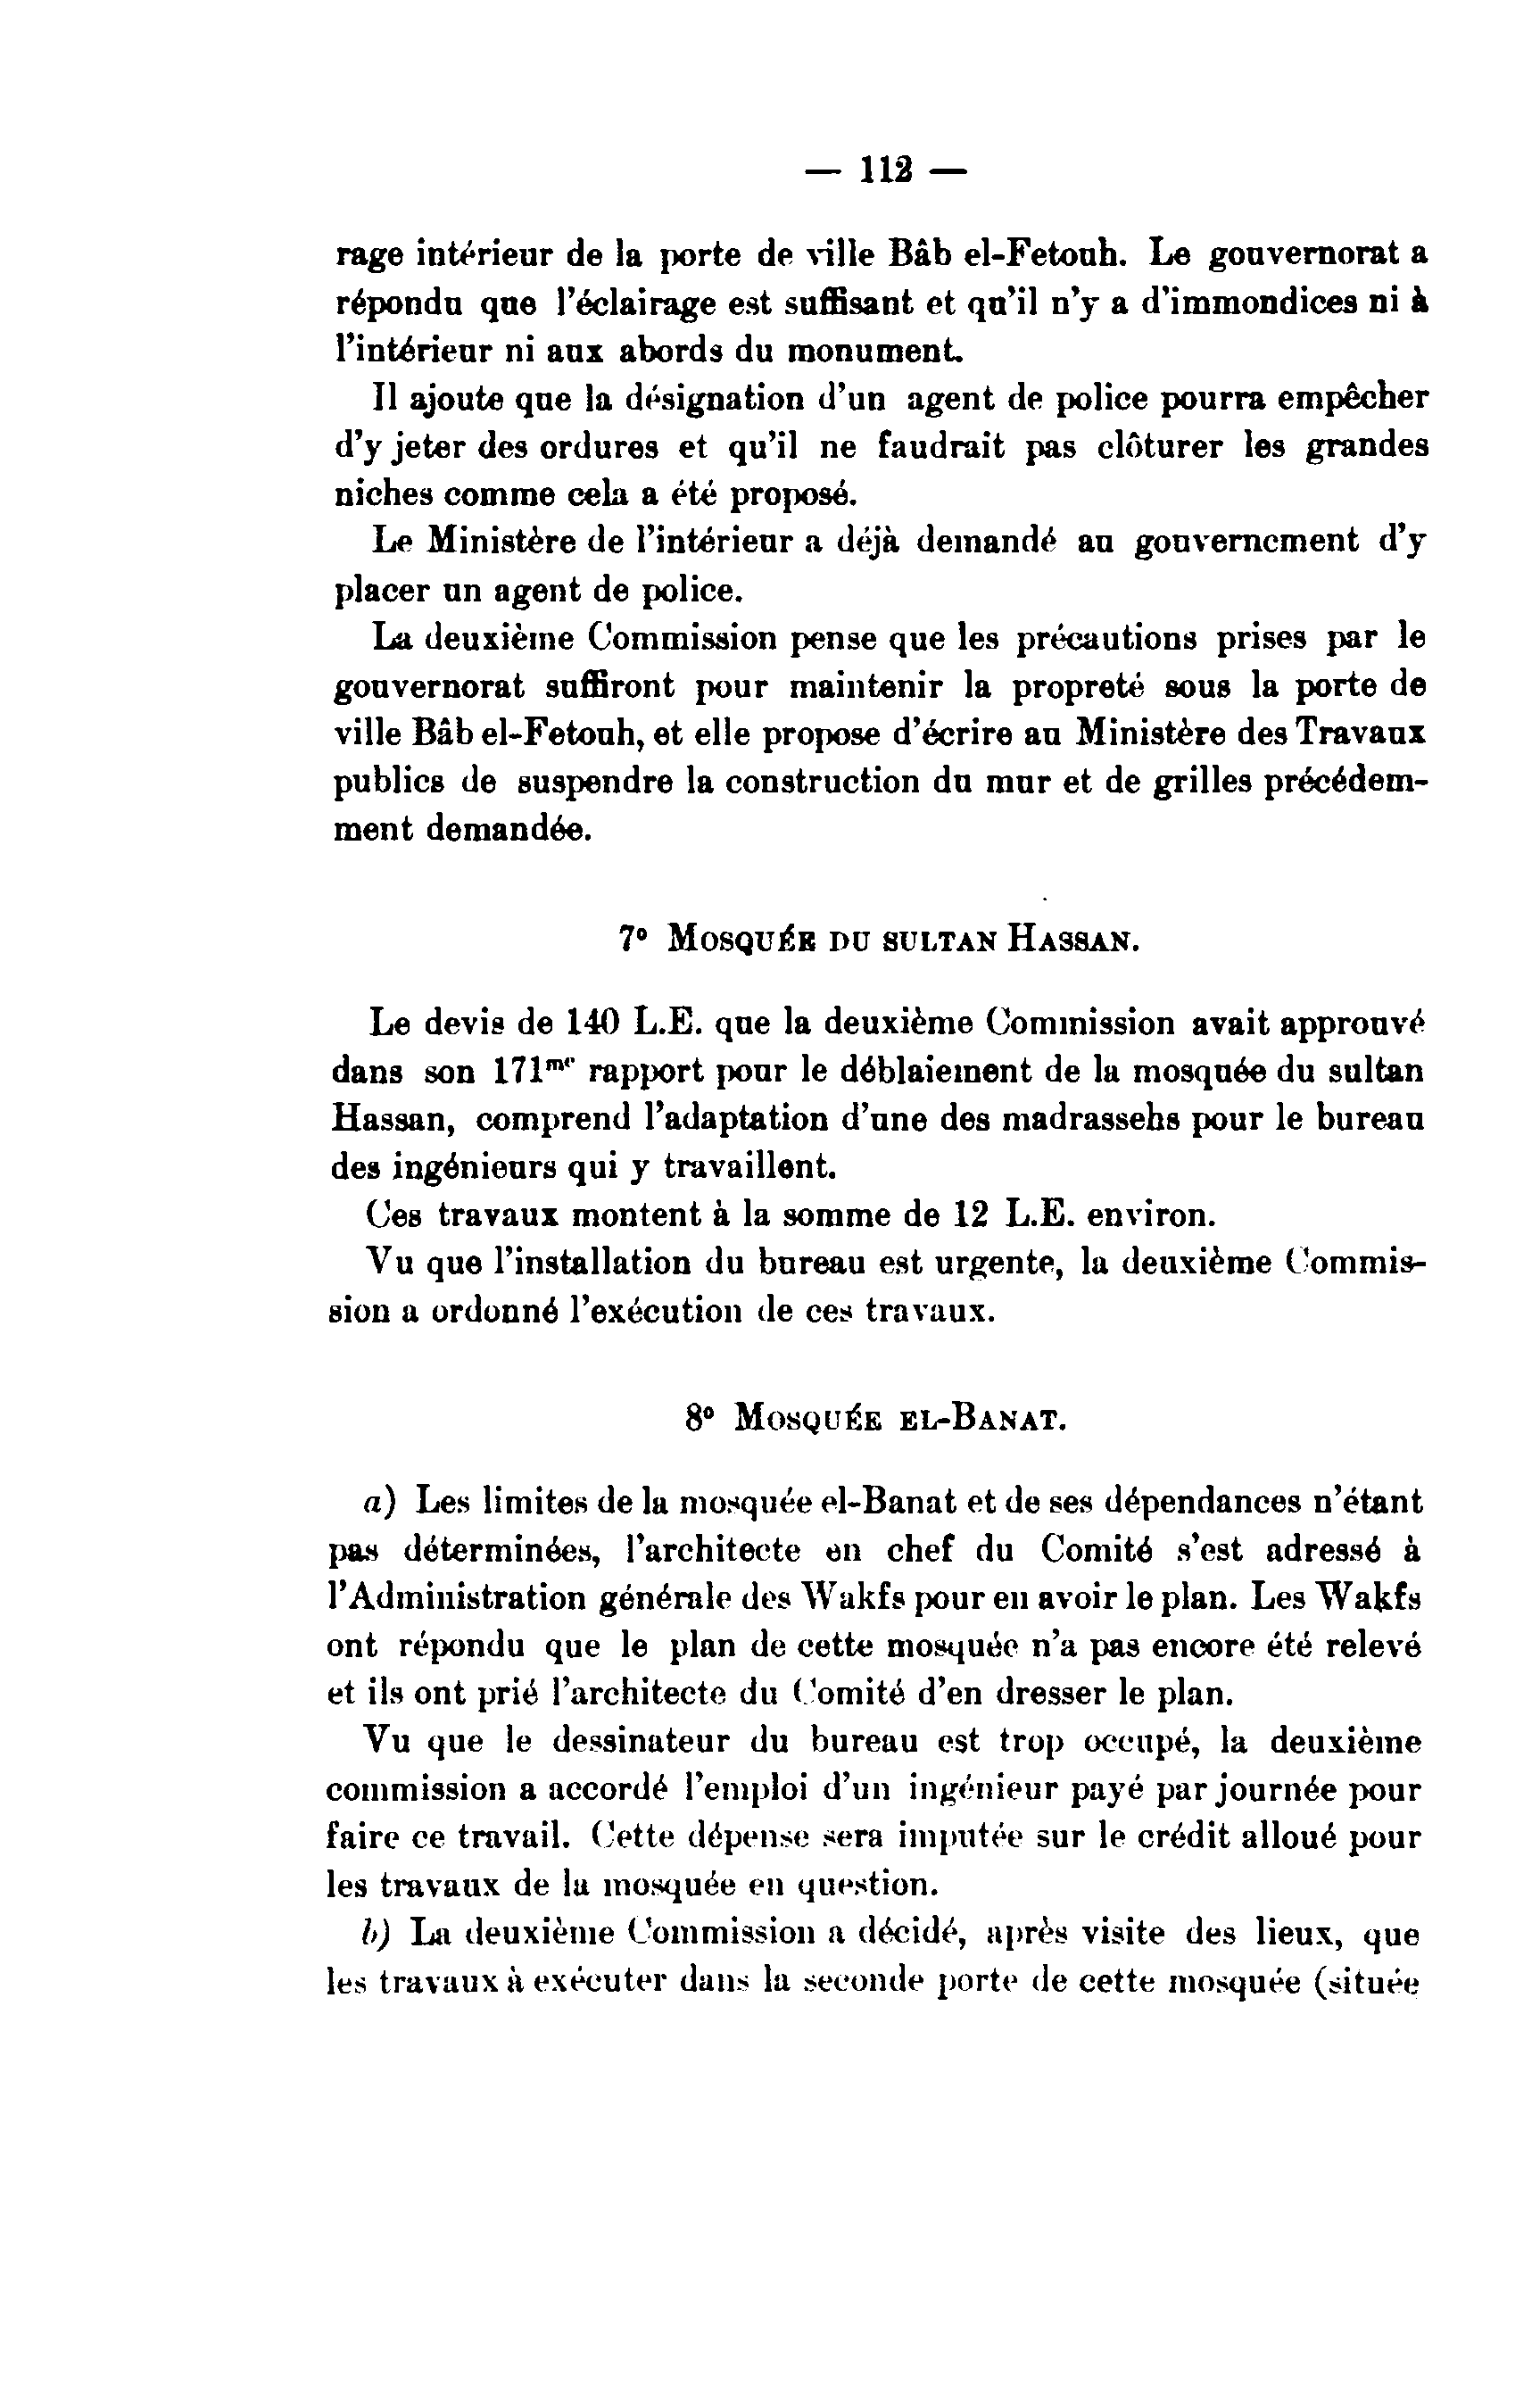 — 112 —
rage intérieur de la porte de ville Bâb el-Fetouh. Le gouvernorat a
répondu que l'éclairage est suffisant et qu'il n'y a d'immondices ni à
l'intérieur ni aux abords du monument.
Il ajoute que la désignation d'un agent de police pourra empêcher
d'y jeter des ordures et qu'il ne faudrait pas clôturer les grandes
niches comme cela a été proposé.
Le Ministère de l'intérieur a déjà demandé au gouvernement d'y
placer un agent de police.
La deuxième Commission pense que les précautions prises par le
gouvernorat suffiront pour maintenir la propreté sous la porte de
ville Bâb el-Fetouh, et elle propose d'écrire au Ministère des Travaux
publics de suspendre la construction du mur et de grilles précédem-
ment demandée.
7° MOSQUÉE DU SULTAN HASSAN.
Le devis de 140 L.E. que la deuxième Commission avait approuvé
dans son 171me rapport pour le déblaiement de la mosquée du sultan
Hassan, comprend l'adaptation d'une des madrassehs pour le bureau
des ingénieurs qui y travaillent.
Ces travaux montent à la somme de 12 L.E. environ.
Vu que l'installation du bureau est urgente, la deuxième Commis-
sion a ordonné l'exécution de ces travaux.
8° MOSQUÉE EL-BANAT.
a) Les limites de la mosquée el-Banat et de ses dépendances n'étant
pas déterminées, l'architecte en chef du Comité s'est adressé à
l'Administration générale des Wakfs pour en avoir le plan. Les Wakfs
ont répondu que le plan de cette mosquée n'a pas encore été relevé
et ils ont prié l'architecte du Comité d'en dresser le plan.
Vu que le dessinateur du bureau est trop occupé, la deuxième
commission a accordé l'emploi d'un ingénieur payé par journée pour
faire ce travail. Cette dépense sera imputée sur le crédit alloué pour
les travaux de la mosquée en question.
b) La deuxième Commission a décidé, après visite des lieux, que
les travaux à exécuter dans la seconde porte de cette mosquée (située